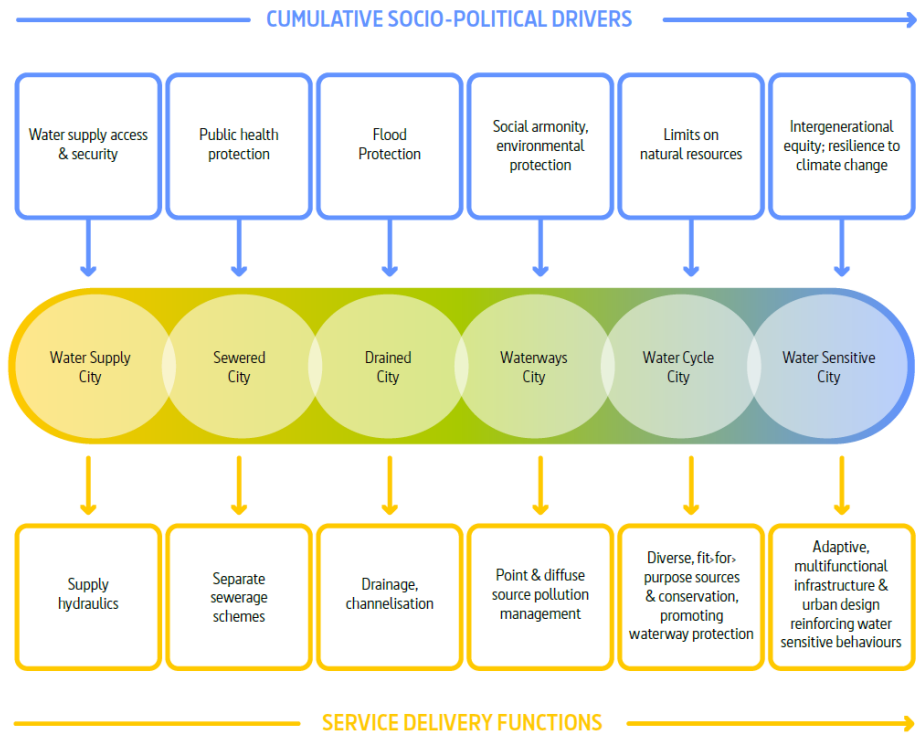 CUMULATIVE SOCIO-POLITICAL DRIVERS
Water supply access
& security
Public health
protection
Flood
Protection
Social armonity,
environmental
protection
Limits on
natural resources
Intergenerational
equity; resilience to
climate change
Water Supply
City
Sewered
City
Drained
City
Waterways
City
Water Cycle
City
Water Sensitive
City
Supply
hydraulics
Separate
sewerage
schemes
Drainage,
channelisation
Point & diffuse
source pollution
management
Diverse, fit›for›
purpose sources
& conservation,
promoting
waterway protection
Adaptive,
multifunctional
infrastructure &
urban design
reinforcing water
sensitive behaviours
SERVICE DELIVERY FUNCTIONS